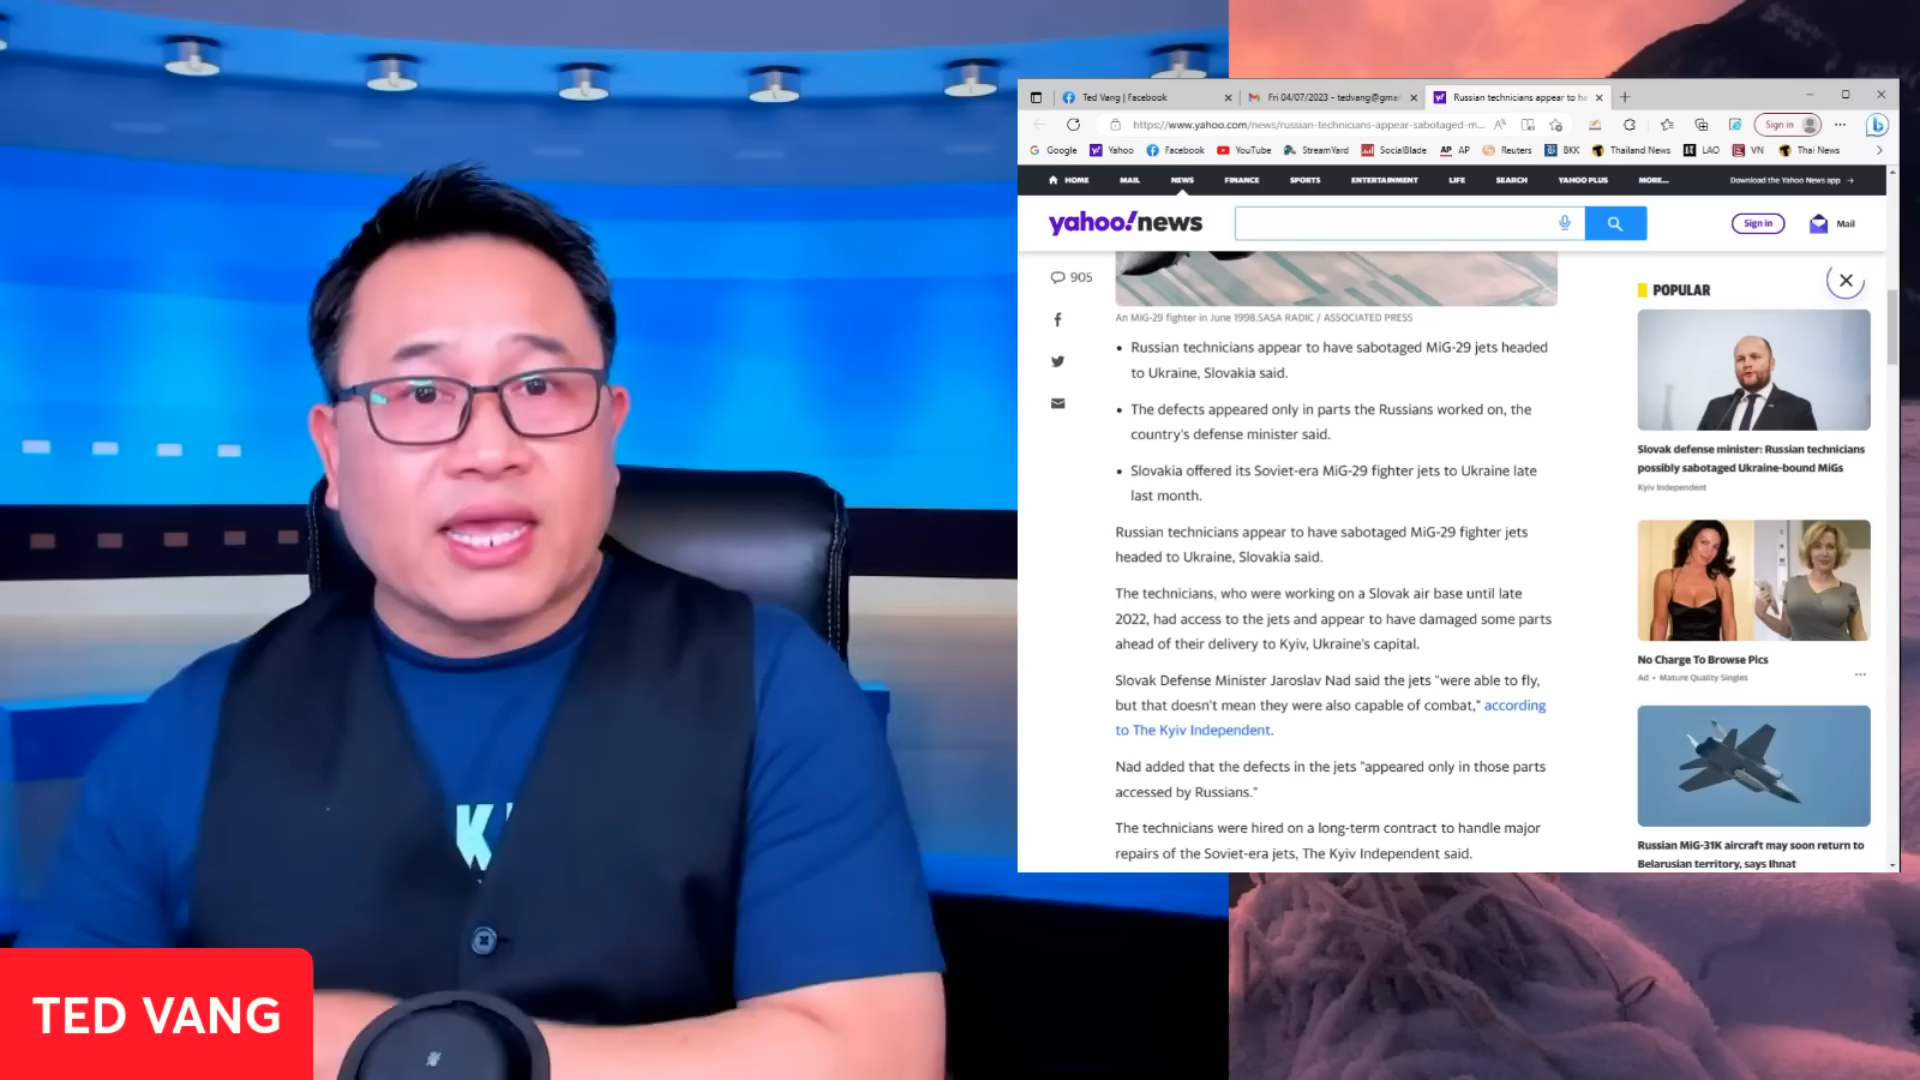 Ted Vang | Facebook
Fri 04/07/2023 - tedvang@gmai
Russian technicians appear to ha
https://www.yahoo.com/news/russian-technicians-appear-sabotaged-m...
Sign in
Google
Yahoo
Facebook
YouTube
StreamYard
SocialBlade
AP AP
Reuters
BKK
Thailand News
LAO
VN
Thai News
HOME
MAIL
NEWS
FINANCE
SPORTS
ENTERTAINMENT
LIFE
SEARCH
YAHOO PLUS
MORE...
Download the Yahoo News app →
yahoo!news
Sign in
Mail
905
An MiG-29 fighter in June 1998.SASA RADIC / ASSOCIATED PRESS
• Russian technicians appear to have sabotaged MiG-29 jets headed
to Ukraine, Slovakia said.
• The defects appeared only in parts the Russians worked on, the
country's defense minister said.
• Slovakia offered its Soviet-era MiG-29 fighter jets to Ukraine late
last month.
Russian technicians appear to have sabotaged MiG-29 fighter jets
headed to Ukraine, Slovakia said.
The technicians, who were working on a Slovak air base until late
2022, had access to the jets and appear to have damaged some parts
ahead of their delivery to Kyiv, Ukraine's capital.
Slovak Defense Minister Jaroslav Nad said the jets "were able to fly,
but that doesn't mean they were also capable of combat," according
to The Kyiv Independent.
Nad added that the defects in the jets "appeared only in those parts
accessed by Russians."
The technicians were hired on a long-term contract to handle major
repairs of the Soviet-era jets, The Kyiv Independent said.
POPULAR
Slovak defense minister: Russian technicians
possibly sabotaged Ukraine-bound MiGs
Kyiv Independent
No Charge To Browse Pics
Ad • Mature Quality Singles
Russian MiG-31K aircraft may soon return to
Belarusian territory, says Ihnat
TED VANG